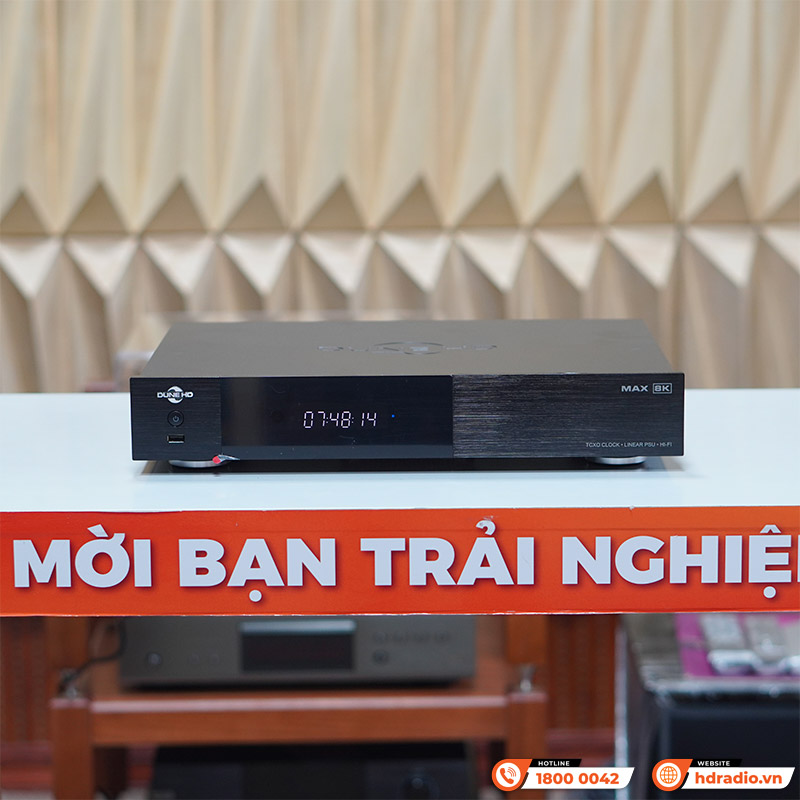 DUNE HD
07:48:14
MAX 8K
TCXO CLOCK • LINEAR PSU • HI-FI
MỜI BẠN TRẢI NGHIỆ
HOTLINE
1800 0042
WEBSITE
hdradio.vn